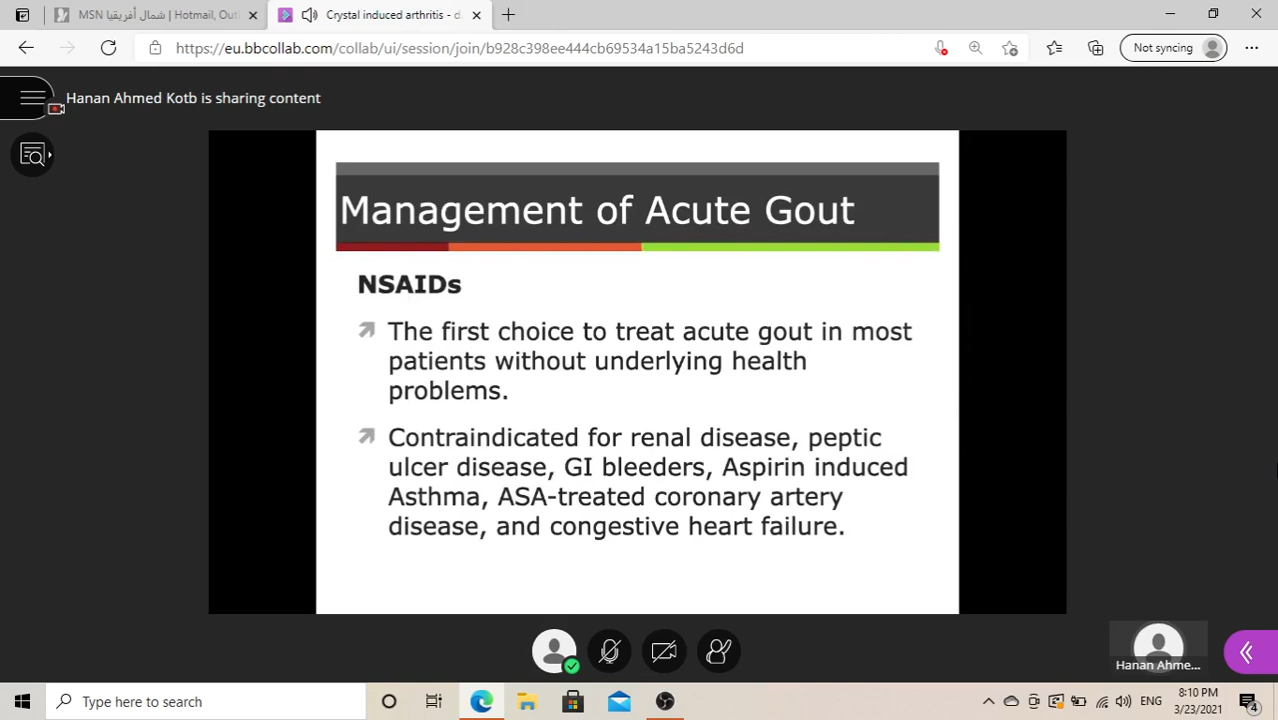 MSN شمال أفريقيا | Hotmail, Outl
Crystal induced arthritis - d
https://eu.bbcollab.com/collab/ui/session/join/b928c398ee444cb69534a15ba5243d6d
Not syncing
Hanan Ahmed Kotb is sharing content
Management of Acute Gout
NSAIDs
The first choice to treat acute gout in most
patients without underlying health
problems.
Contraindicated for renal disease, peptic
ulcer disease, GI bleeders, Aspirin induced
Asthma, ASA-treated coronary artery
disease, and congestive heart failure.
Hanan Ahme...
Type here to search
ENG
8:10 PM
3/23/2021
4